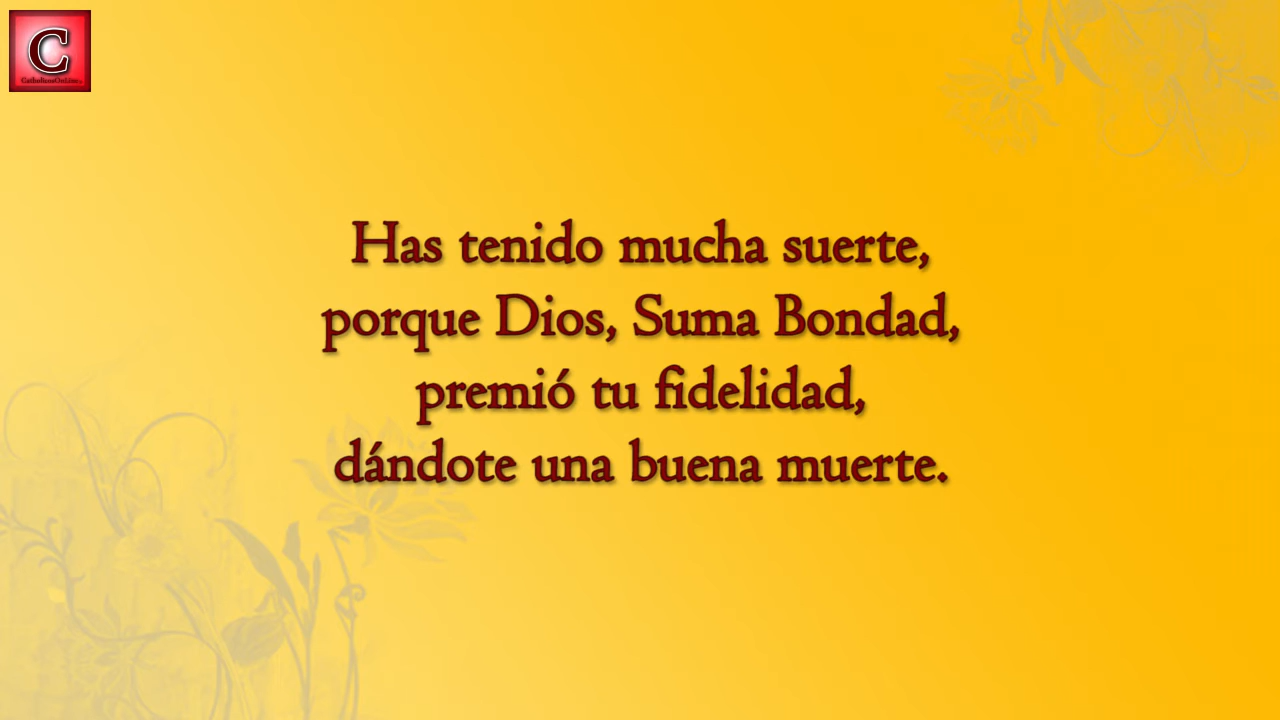 C
Has tenido mucha suerte,
porque Dios, Suma Bondad,
premió tu fidelidad,
dándote una buena muerte.